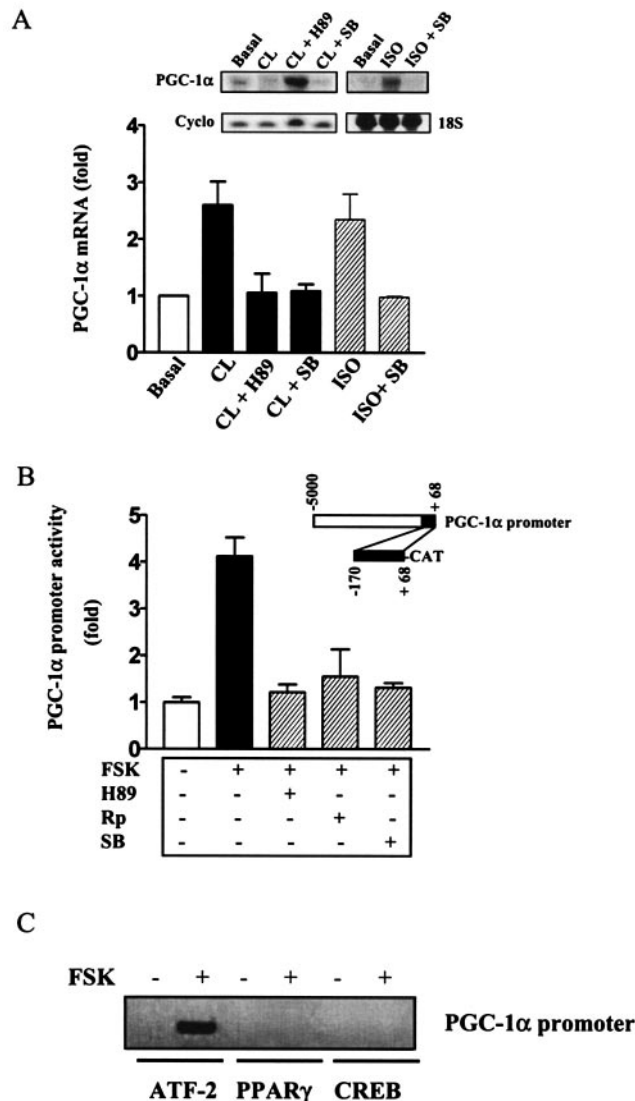 A
Basal CL CL + H89 CL + SB Basal ISO ISO + SB
PGC-1α
Cyclo 18S
PGC-1α mRNA (fold)
4
3
2
1
0
Basal CL CL + H89 CL + SB ISO ISO+ SB
B
PGC-1α promoter activity
(fold)
5
4
3
2
1
0
-5000 + 68
PGC-1α promoter
-CAT
-170 + 68
- + + + + FSK
- - + - - H89
- - - + - Rp
- - - - + SB
C
FSK - + - + - +
PGC-1α promoter
ATF-2 PPARγ CREB